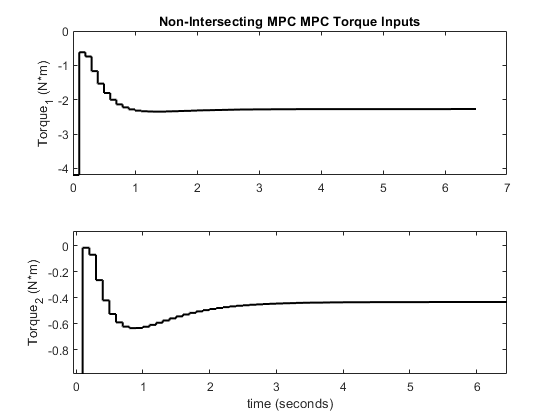 Non-Intersecting MPC MPC Torque Inputs
0
-1
-2
-3
-4
Torque1 (N*m)
0 1 2 3 4 5 6 7
0
-0.2
-0.4
-0.6
-0.8
Torque2 (N*m)
0 1 2 3 4 5 6
time (seconds)